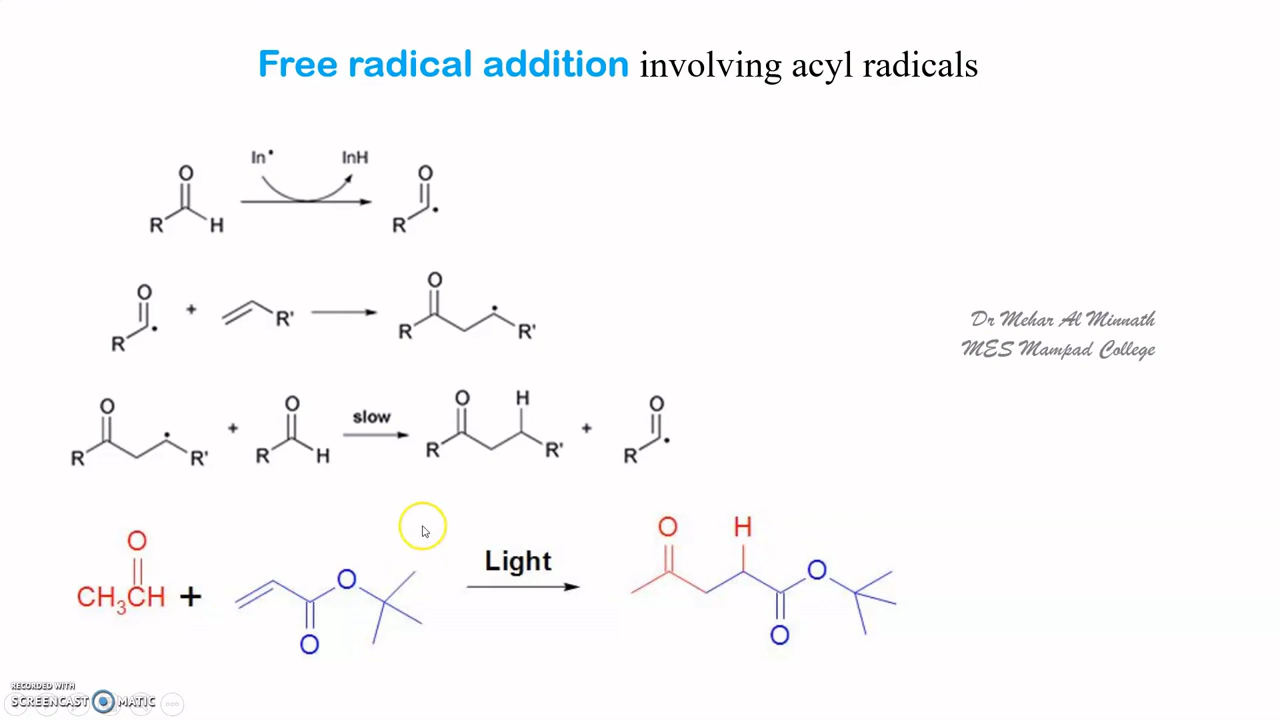 Free radical addition involving acyl radicals
In• InH
O O
R H R
O O
+ R'
R R R'
O O O H O
+ slow +
R R' R H R R' R
O O H
CH₃CH + O Light O
O O
Dr Mehar Al Minnath
MES Mampad College
RECORDED WITH
SCREENCAST MATIC